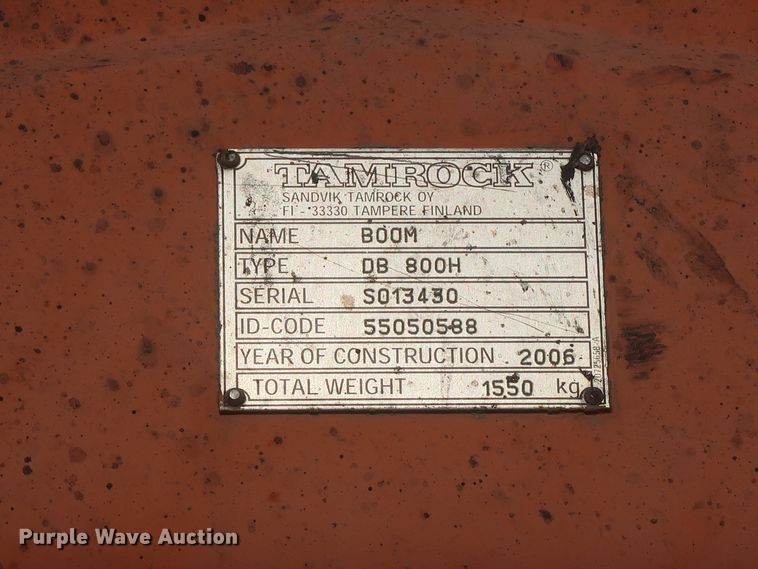 TAMROCK®
SANDVIK TAMROCK OY
FI - 33330 TAMPERE FINLAND
NAME BOOM
TYPE DB 800H
SERIAL S013430
ID-CODE 55050588
YEAR OF CONSTRUCTION 2006
TOTAL WEIGHT 1550 kg
Purple Wave Auction